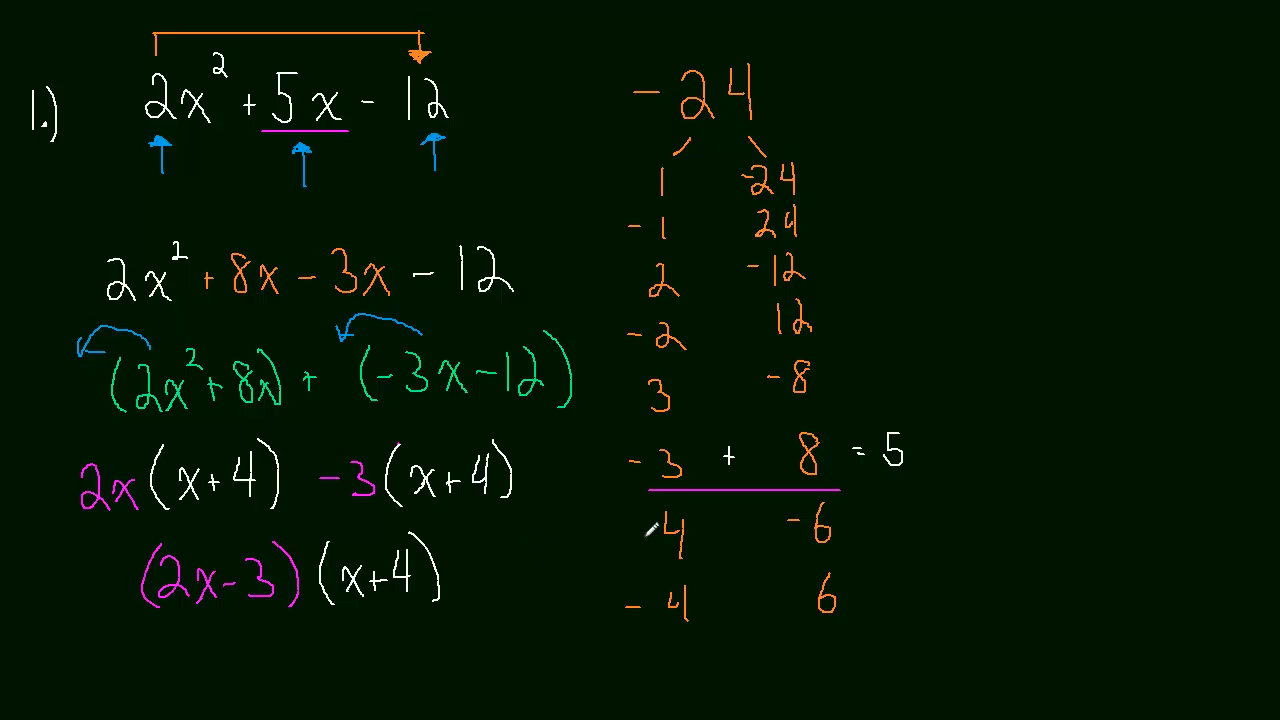 1.) 2x² + 5x - 12
2x² + 8x - 3x - 12
(2x² + 8x) + (-3x - 12)
2x (x + 4) - 3 (x + 4)
(2x - 3) (x + 4)
- 24
1 -24
- 1 24
2 -12
- 2 12
3 - 8
- 3 + 8 = 5
4 - 6
- 4 6